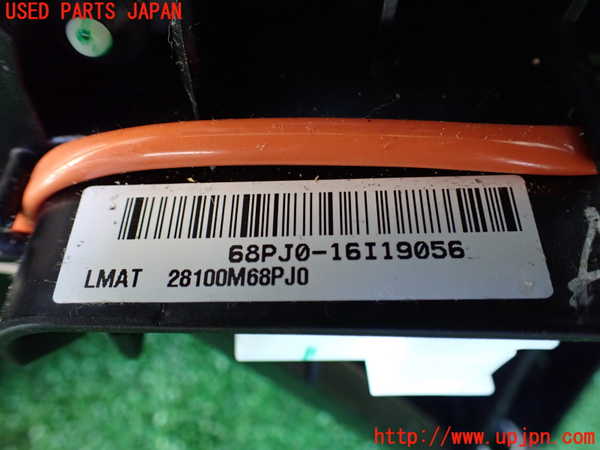 USED PARTS JAPAN
68PJ0-16I19056
LMAT 28100M68PJ0
http://www.upjpn.com/